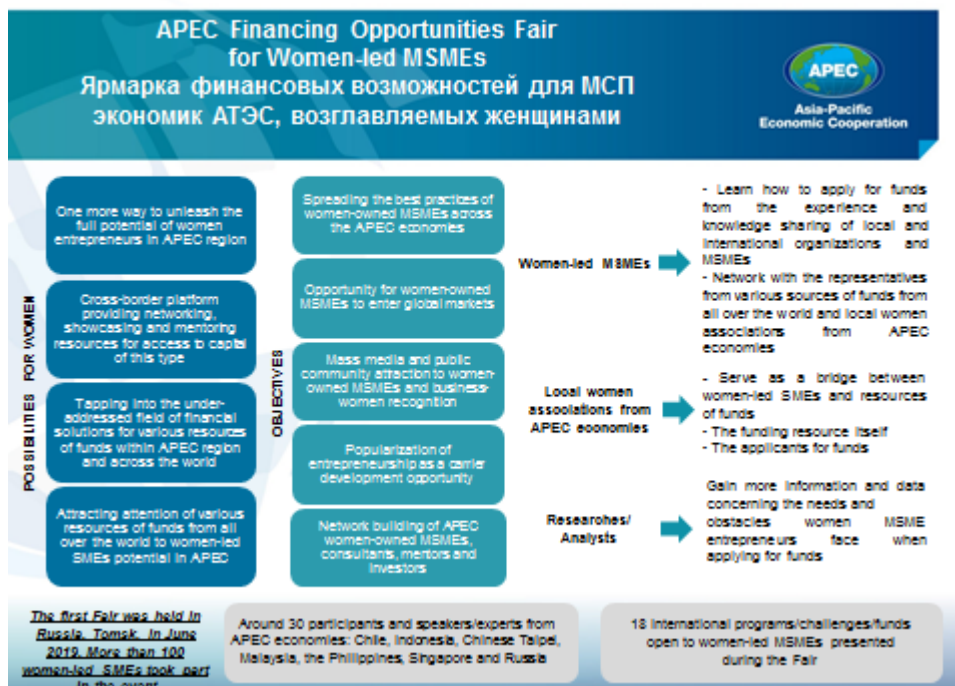 APEC Financing Opportunities Fair
for Women-led MSMEs
Ярмарка финансовых возможностей для МСП
экономик АТЭС, возглавляемых женщинами
APEC
Asia-Pacific
Economic Cooperation
POSSIBILITIES FOR WOMEN
One more way to unleash the
full potential of women
entrepreneurs in APEC region
Cross-border platform
providing networking,
showcasing and mentoring
resources for access to capital
of this type
Tapping into the under-
addressed field of financial
solutions for various resources
of funds within APEC region
and across the world
Attracting attention of various
resources of funds from all
over the world to women-led
SMEs potential in APEC
OBJECTIVES
Spreading the best practices of
women-owned MSMEs across
the APEC economies
Opportunity for women-owned
MSMEs to enter global markets
Mass media and public
community attraction to women-
owned MSMEs and business-
women recognition
Popularization of
entrepreneurship as a carrier
development opportunity
Network building of APEC
women-owned MSMEs,
consultants, mentors and
investors
Women-led MSMEs
- Learn how to apply for funds
from the experience and
knowledge sharing of local and
international organizations and
MSMEs
- Network with the representatives
from various sources of funds from
all over the world and local women
associations from APEC
economies
Local women
associations from
APEC economies
- Serve as a bridge between
women-led SMEs and resources
of funds
- The funding resource itself
- The applicants for funds
Researches/
Analysts
Gain more information and data
concerning the needs and
obstacles women MSME
entrepreneurs face when
applying for funds
The first Fair was held in
Russia, Tomsk, in June
2019. More than 100
women-led SMEs took part
in the event
Around 30 participants and speakers/experts from
APEC economies: Chile, Indonesia, Chinese Taipei,
Malaysia, the Philippines, Singapore and Russia
18 international programs/challenges/funds
open to women-led MSMEs presented
during the Fair